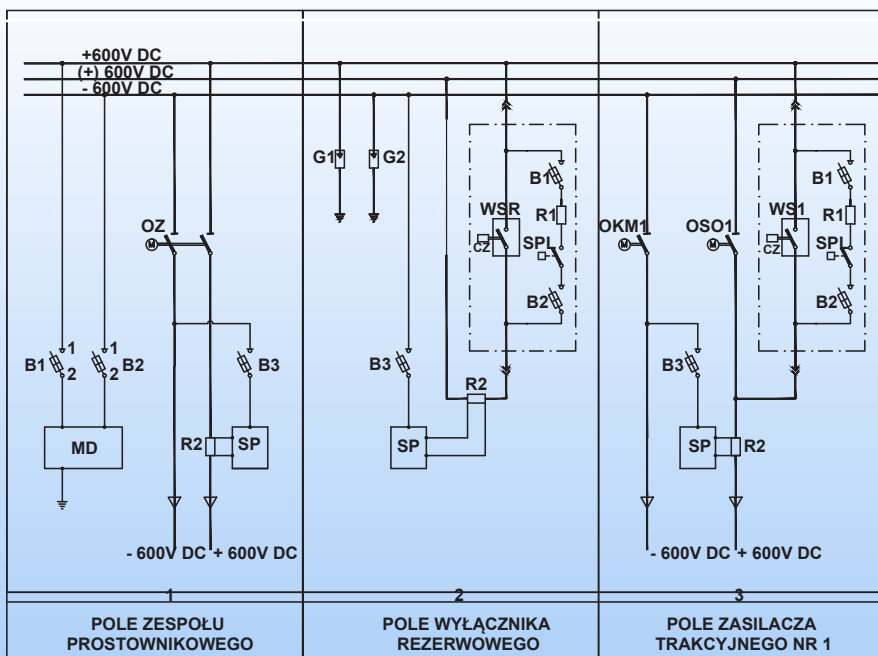 +600V DC
(+) 600V DC
- 600V DC
G1
G2
B1
R1
WSR
CZ
SPL
B2
B1
R1
WS1
CZ
SPL
B2
OZ
M
OKM1
M
OSO1
M
B1
1
2
1
2
B2
B3
B3
B3
MD
R2
SP
R2
SP
SP
R2
- 600V DC + 600V DC
- 600V DC + 600V DC
1
2
3
POLE ZESPOŁU
PROSTOWNIKOWEGO
POLE WYŁĄCZNIKA
REZERWOWEGO
POLE ZASILACZA
TRAKCYJNEGO NR 1